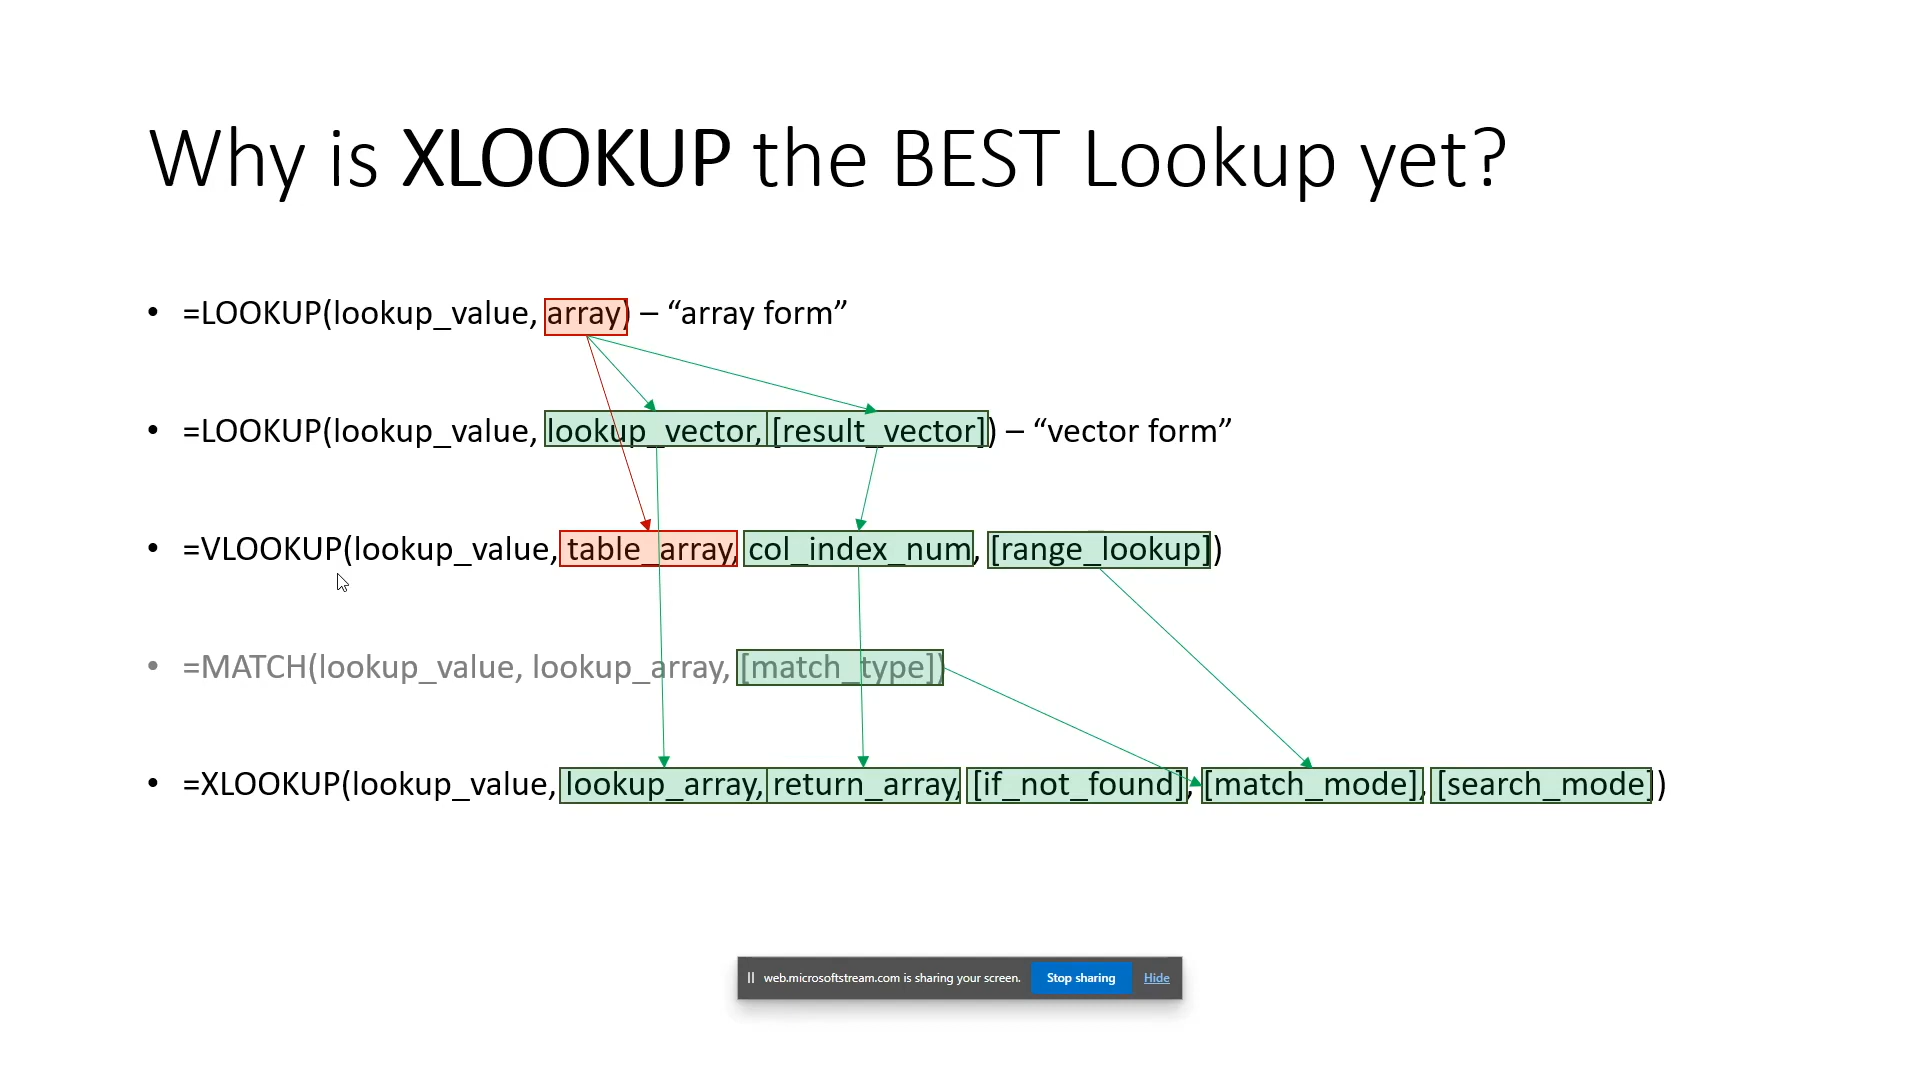 Why is XLOOKUP the BEST Lookup yet?
• =LOOKUP(lookup_value, array) – “array form”
• =LOOKUP(lookup_value, lookup_vector, [result_vector]) – “vector form”
• =VLOOKUP(lookup_value, table_array, col_index_num, [range_lookup])
• =MATCH(lookup_value, lookup_array, [match_type])
• =XLOOKUP(lookup_value, lookup_array, return_array, [if_not_found], [match_mode], [search_mode])
web.microsoftstream.com is sharing your screen. Stop sharing Hide